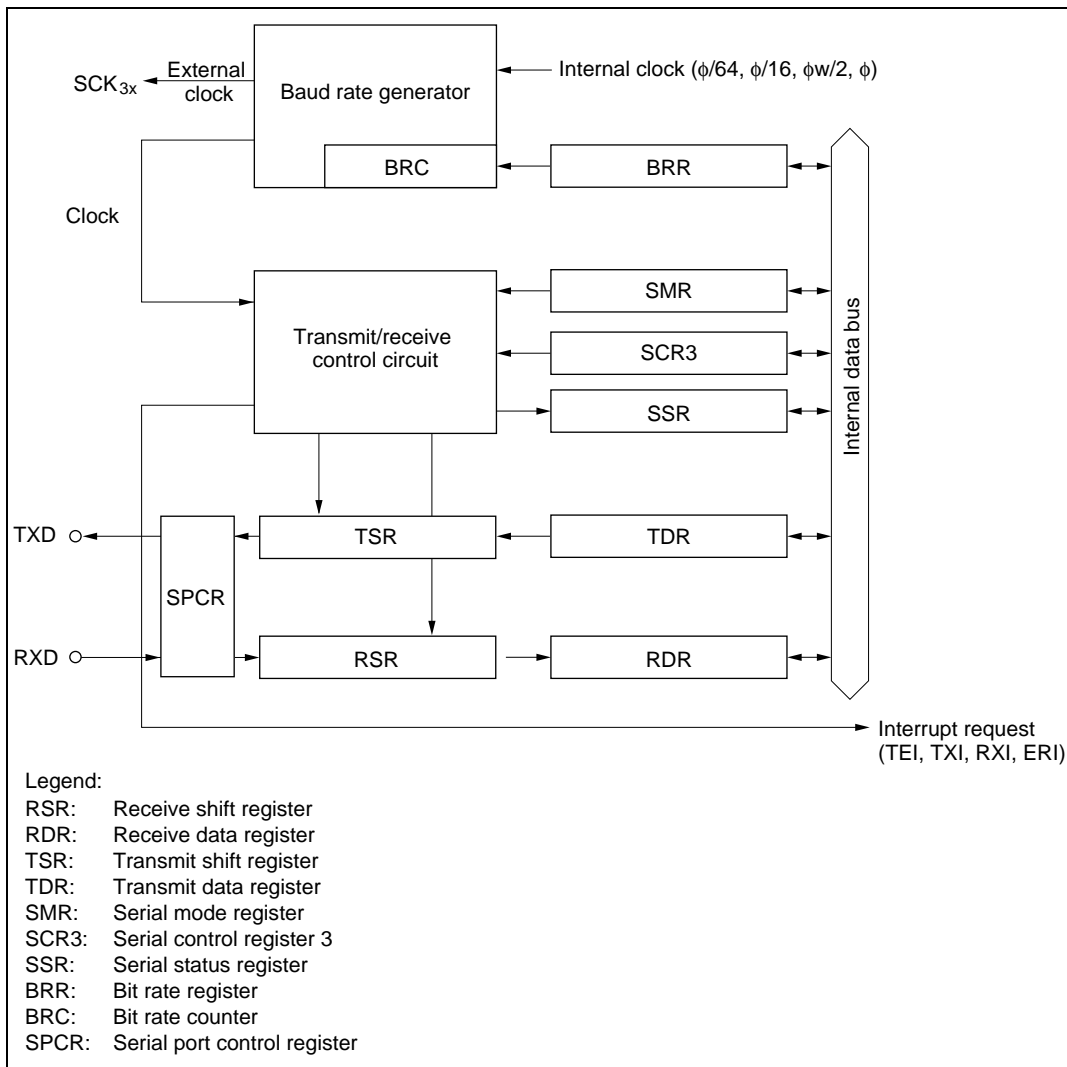 SCK3x
External
clock
Baud rate generator
Internal clock (ϕ/64, ϕ/16, ϕw/2, ϕ)
BRC
BRR
Clock
Transmit/receive
control circuit
SMR
SCR3
SSR
Internal data bus
TXD
SPCR
TSR
TDR
RXD
RSR
RDR
Interrupt request
(TEI, TXI, RXI, ERI)
Legend:
RSR: Receive shift register
RDR: Receive data register
TSR: Transmit shift register
TDR: Transmit data register
SMR: Serial mode register
SCR3: Serial control register 3
SSR: Serial status register
BRR: Bit rate register
BRC: Bit rate counter
SPCR: Serial port control register